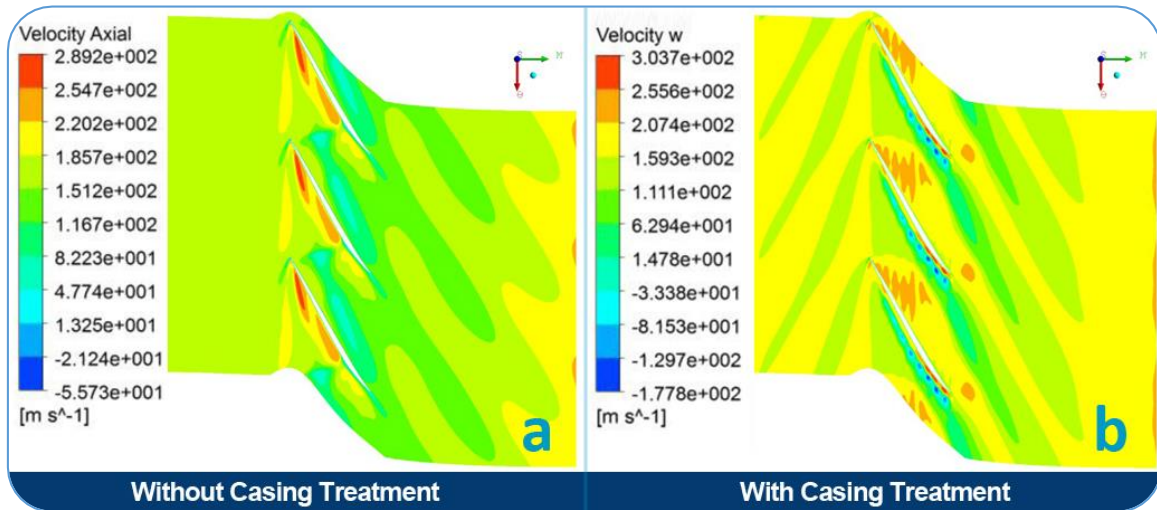 Velocity Axial
2.892e+002
2.547e+002
2.202e+002
1.857e+002
1.512e+002
1.167e+002
8.223e+001
4.774e+001
1.325e+001
-2.124e+001
-5.573e+001
[m s^-1]
a
Without Casing Treatment
Velocity w
3.037e+002
2.556e+002
2.074e+002
1.593e+002
1.111e+002
6.294e+001
1.478e+001
-3.338e+001
-8.153e+001
-1.297e+002
-1.778e+002
[m s^-1]
b
With Casing Treatment